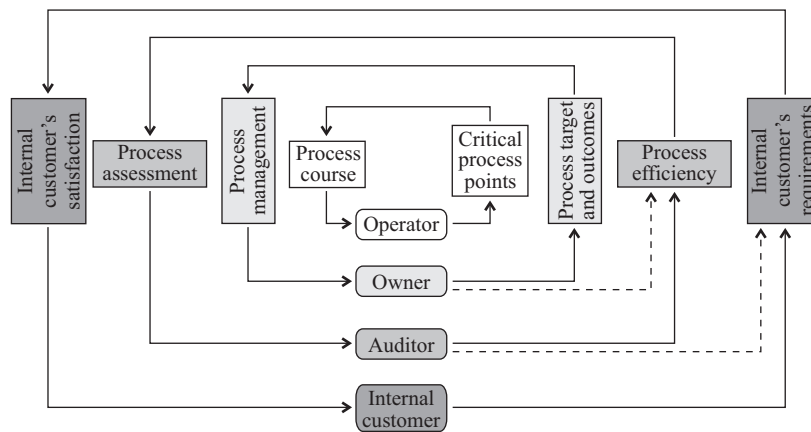 Internal
customer's
satisfaction
Process
assessment
Process
management
Process
course
Critical
process
points
Process target
and outcomes
Process
efficiency
Internal
customer's
requirements
Operator
Owner
Auditor
Internal
customer